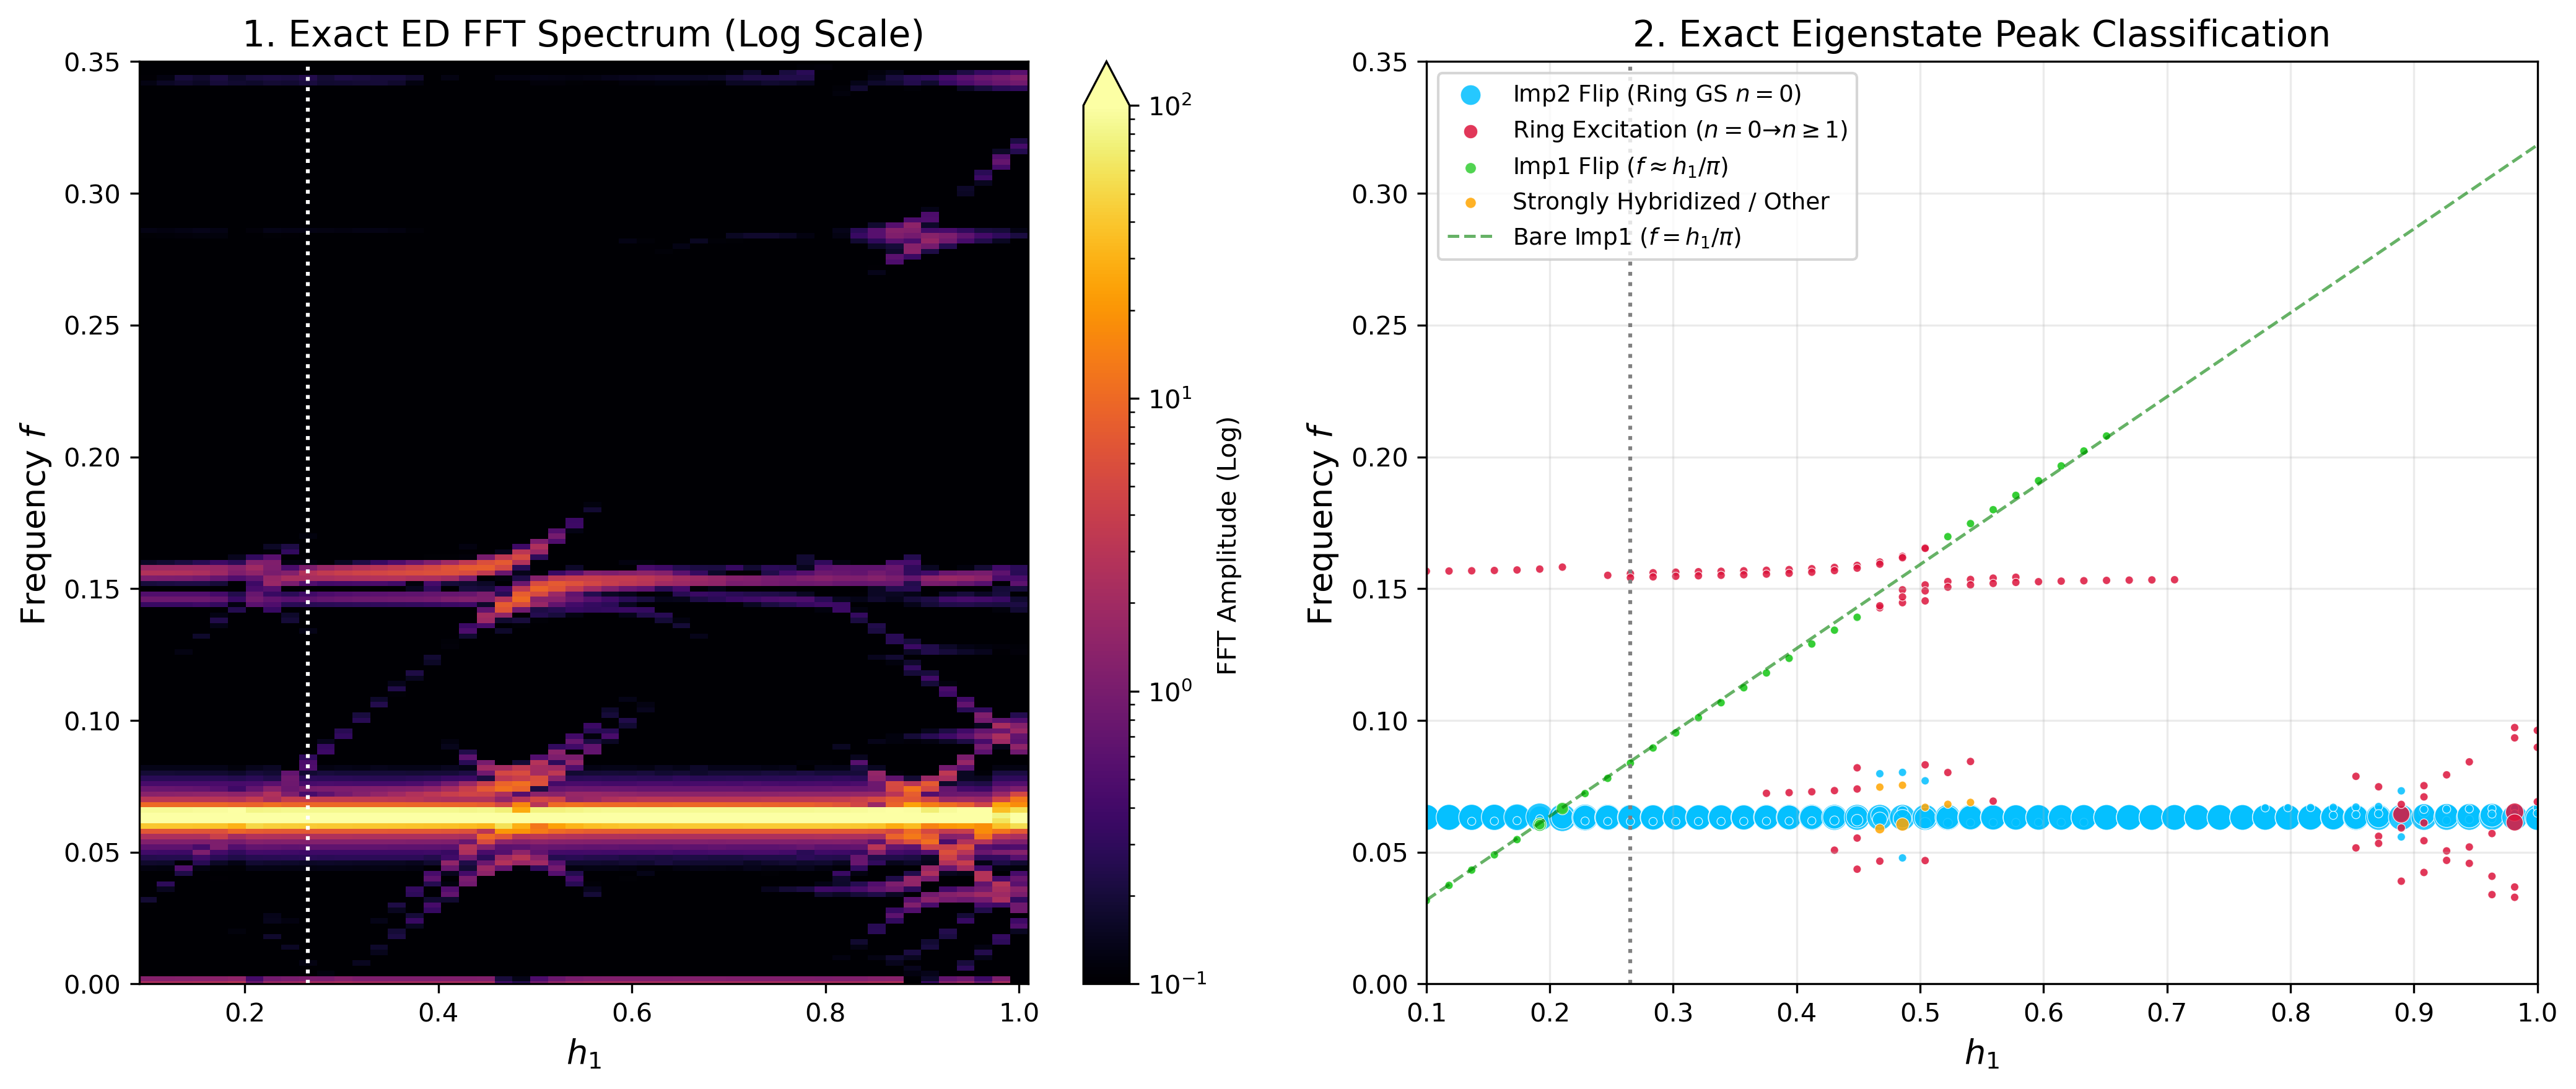 1. Exact ED FFT Spectrum (Log Scale)
0.35
0.30
0.25
0.20
0.15
0.10
0.05
0.00
Frequency f
0.2
0.4
0.6
0.8
1.0
h₁
10²
10¹
10⁰
10⁻¹
FFT Amplitude (Log)
2. Exact Eigenstate Peak Classification
Imp2 Flip (Ring GS n = 0)
Ring Excitation (n = 0→n ≥ 1)
Imp1 Flip (f ≈ h₁/π)
Strongly Hybridized / Other
Bare Imp1 (f = h₁/π)
0.35
0.30
0.25
0.20
0.15
0.10
0.05
0.00
Frequency f
0.1
0.2
0.3
0.4
0.5
0.6
0.7
0.8
0.9
1.0
h₁